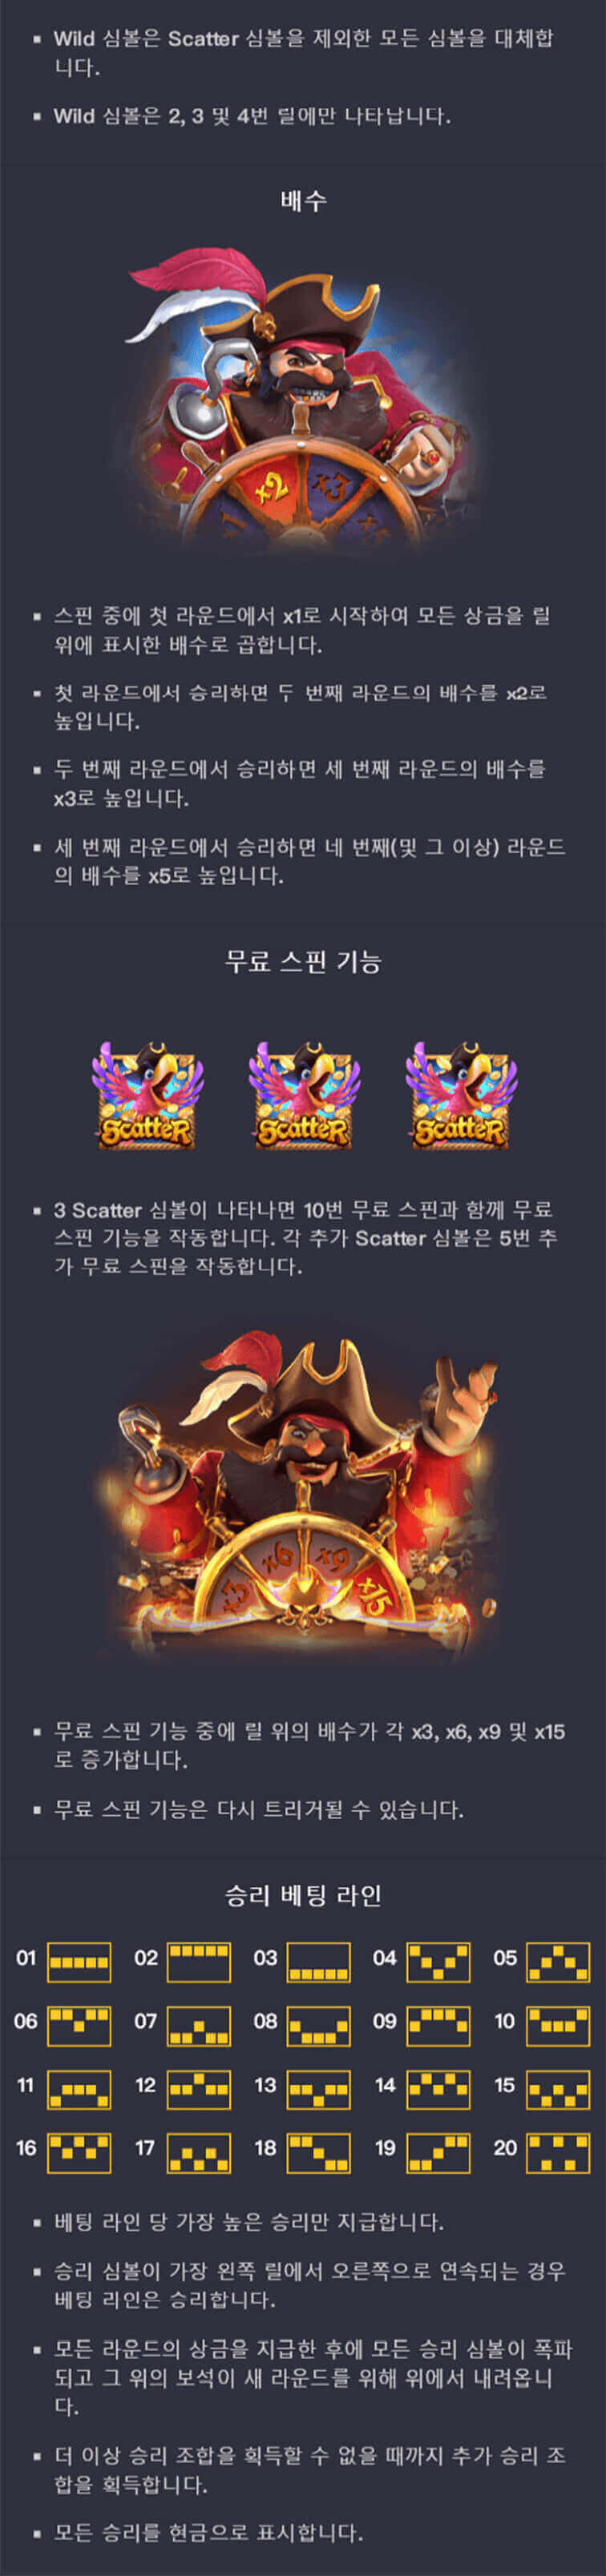 Wild 심볼은 Scatter 심볼을 제외한 모든 심볼을 대체합
니다.
Wild 심볼은 2, 3 및 4번 릴에만 나타납니다.
배수
x2
x3
스핀 중에 첫 라운드에서 x1로 시작하여 모든 상금을 릴
위에 표시한 배수로 곱합니다.
첫 라운드에서 승리하면 두 번째 라운드의 배수를 x2로
높입니다.
두 번째 라운드에서 승리하면 세 번째 라운드의 배수를
x3로 높입니다.
세 번째 라운드에서 승리하면 네 번째(및 그 이상) 라운드
의 배수를 x5로 높입니다.
무료 스핀 기능
Scatter Scatter Scatter
3 Scatter 심볼이 나타나면 10번 무료 스핀과 함께 무료
스핀 기능을 작동합니다. 각 추가 Scatter 심볼은 5번 추
가 무료 스핀을 작동합니다.
x3 x6 x9 x15
무료 스핀 기능 중에 릴 위의 배수가 각 x3, x6, x9 및 x15
로 증가합니다.
무료 스핀 기능은 다시 트리거될 수 있습니다.
승리 베팅 라인
01 02 03 04 05
06 07 08 09 10
11 12 13 14 15
16 17 18 19 20
베팅 라인 당 가장 높은 승리만 지급합니다.
승리 심볼이 가장 왼쪽 릴에서 오른쪽으로 연속되는 경우
베팅 리인은 승리합니다.
모든 라운드의 상금을 지급한 후에 모든 승리 심볼이 폭파
되고 그 위의 보석이 새 라운드를 위해 위에서 내려옵니
다.
더 이상 승리 조합을 획득할 수 없을 때까지 추가 승리 조
합을 획득합니다.
모든 승리를 현금으로 표시합니다.